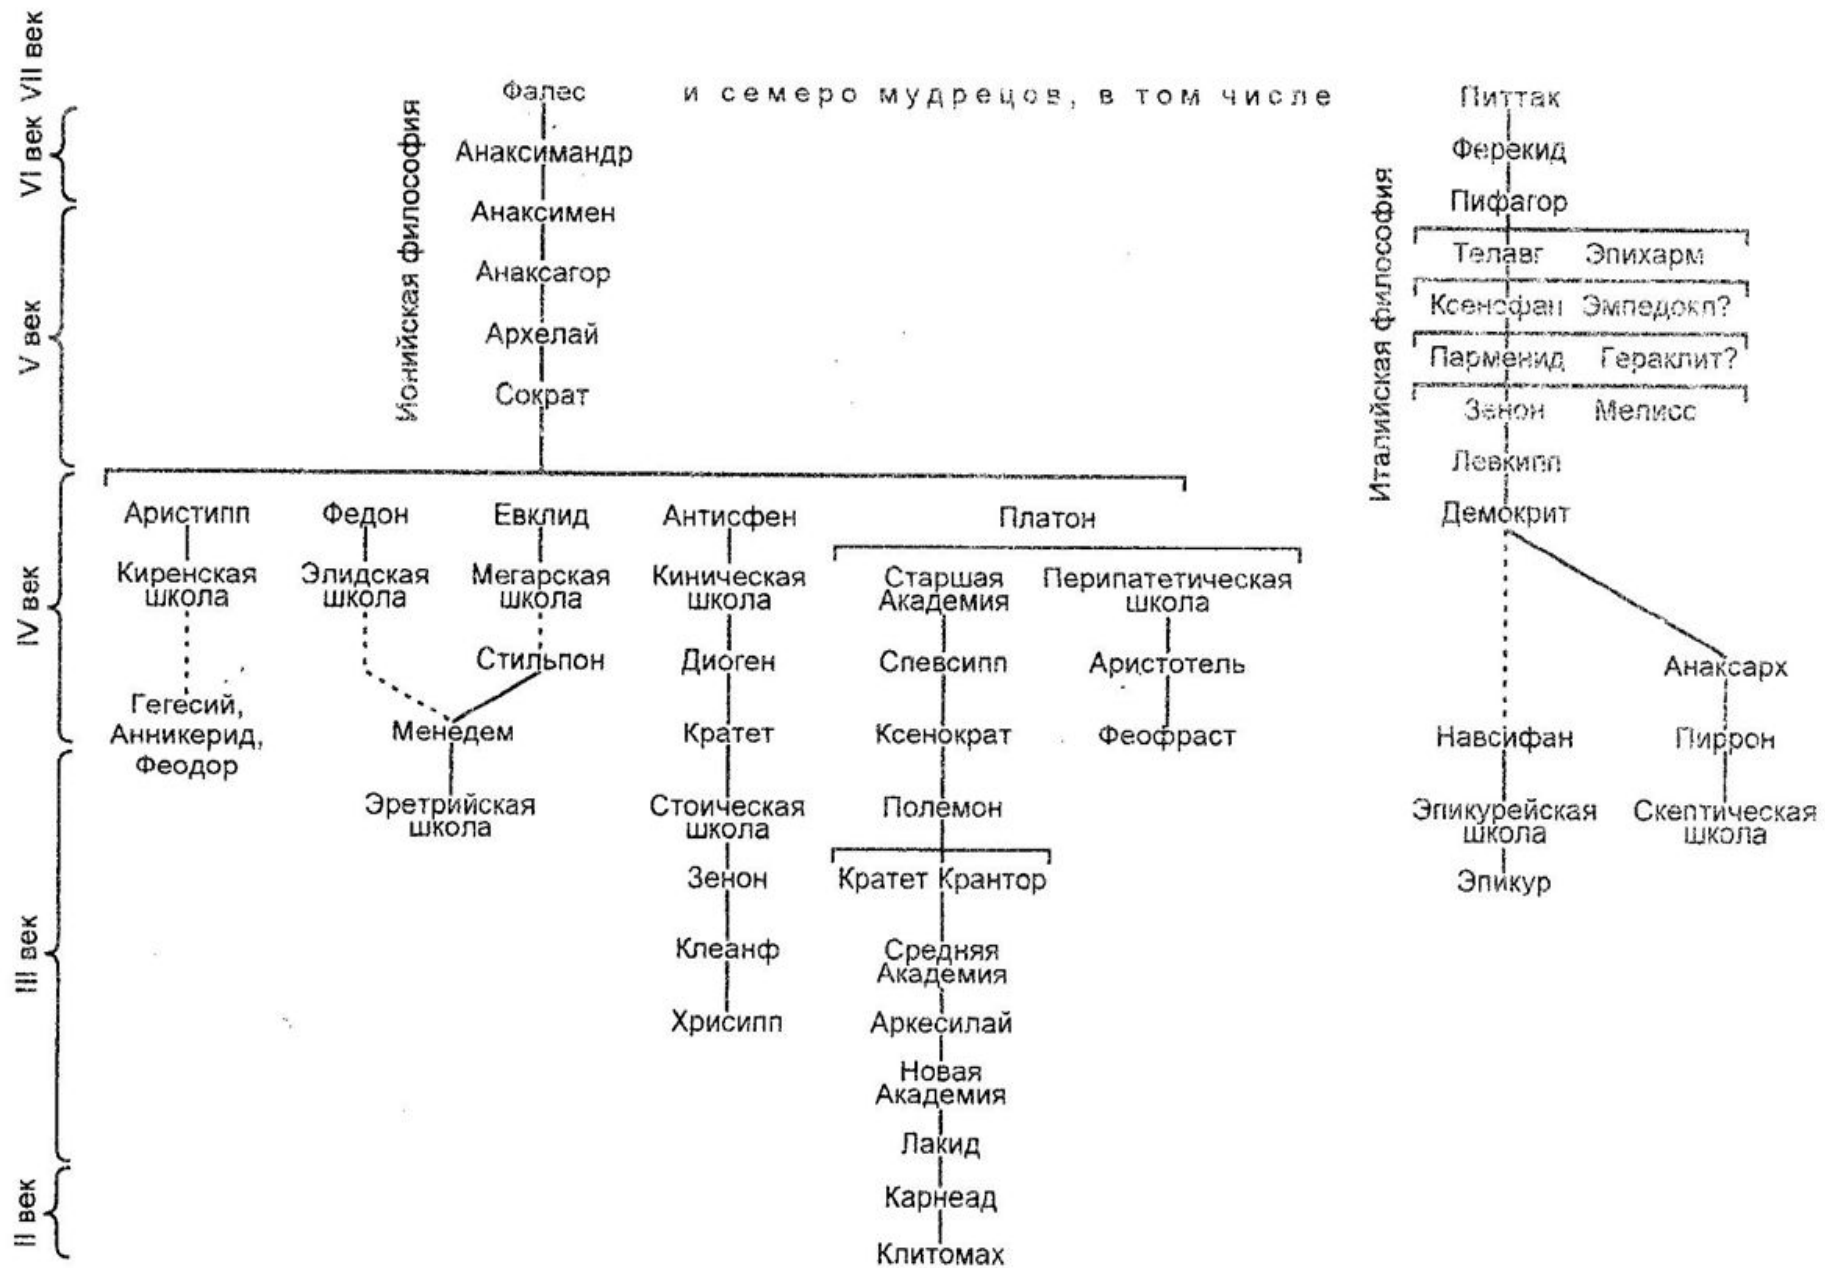 VII век
VI век
V век
IV век
III век
II век
Ионийская философия
Фалес и семеро мудрецов, в том числе Питтак
Анаксимандр
Анаксимен
Анаксагор
Архелай
Сократ
Италийская философия
Ферекид
Пифагор
Телавг Эпихарм
Ксенофан Эмпедокл?
Парменид Гераклит?
Зенон Мелисс
Левкипп
Демокрит
Аристипп Федон Евклид Антисфен Платон
Киренская
школа
Элидская
школа
Мегарская
школа
Киническая
школа
Старшая
Академия
Перипатетическая
школа
Стильпон Диоген Спевсипп Аристотель Анаксарх
Гегесий,
Анникерид,
Феодор
Менедем Кратет Ксенократ Феофраст Навсифан Пиррон
Эретрийская
школа
Стоическая
школа
Полемон
Эпикурейская
школа
Скептическая
школа
Зенон Кратет Крантор Эпикур
Клеанф
Средняя
Академия
Хрисипп Аркесилай
Новая
Академия
Лакид
Карнеад
Клитомах